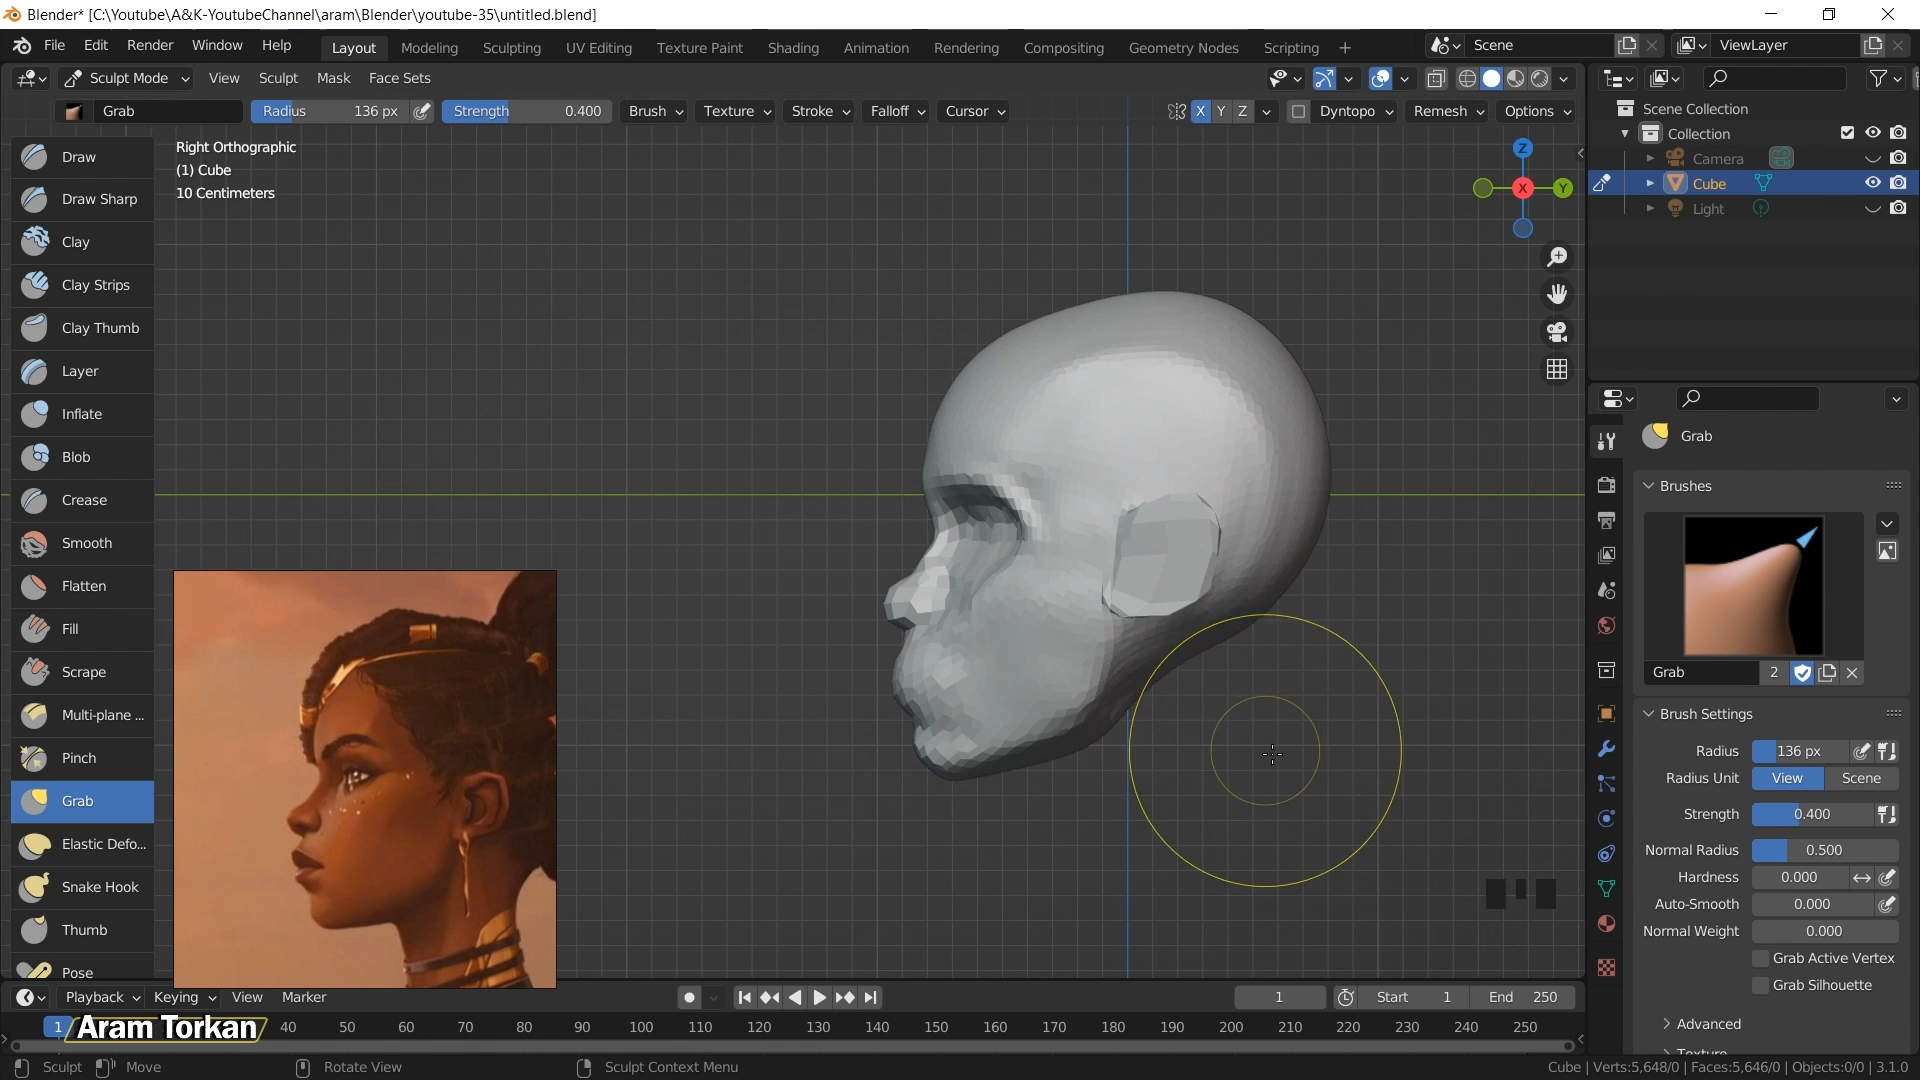 Blender* [C:\Youtube\A&K-YoutubeChannel\aram\Blender\youtube-35\untitled.blend]
File Edit Render Window Help Layout Modeling Sculpting UV Editing Texture Paint Shading Animation Rendering Compositing Geometry Nodes Scripting + Scene ViewLayer
Sculpt Mode View Sculpt Mask Face Sets
Grab Radius 136 px Strength 0.400 Brush Texture Stroke Falloff Cursor X Y Z Dyntopo Remesh Options
Scene Collection
Collection
Camera
Cube
Light
Right Orthographic
(1) Cube
10 Centimeters
Z
X
Y
Draw
Draw Sharp
Clay
Clay Strips
Clay Thumb
Layer
Inflate
Blob
Crease
Smooth
Flatten
Fill
Scrape
Multi-plane ...
Pinch
Grab
Elastic Defo...
Snake Hook
Thumb
Pose
Grab
Brushes
Grab 2
Brush Settings
Radius 136 px
Radius Unit View Scene
Strength 0.400
Normal Radius 0.500
Hardness 0.000
Auto-Smooth 0.000
Normal Weight 0.000
Grab Active Vertex
Grab Silhouette
Advanced
Texture
Playback Keying View Marker 1 Start 1 End 250
1 Aram Torkan 40 50 60 70 80 90 100 110 120 130 140 150 160 170 180 190 200 210 220 230 240 250
Sculpt Move Rotate View Sculpt Context Menu Cube | Verts:5,648/0 | Faces:5,646/0 | Objects:0/0 | 3.1.0